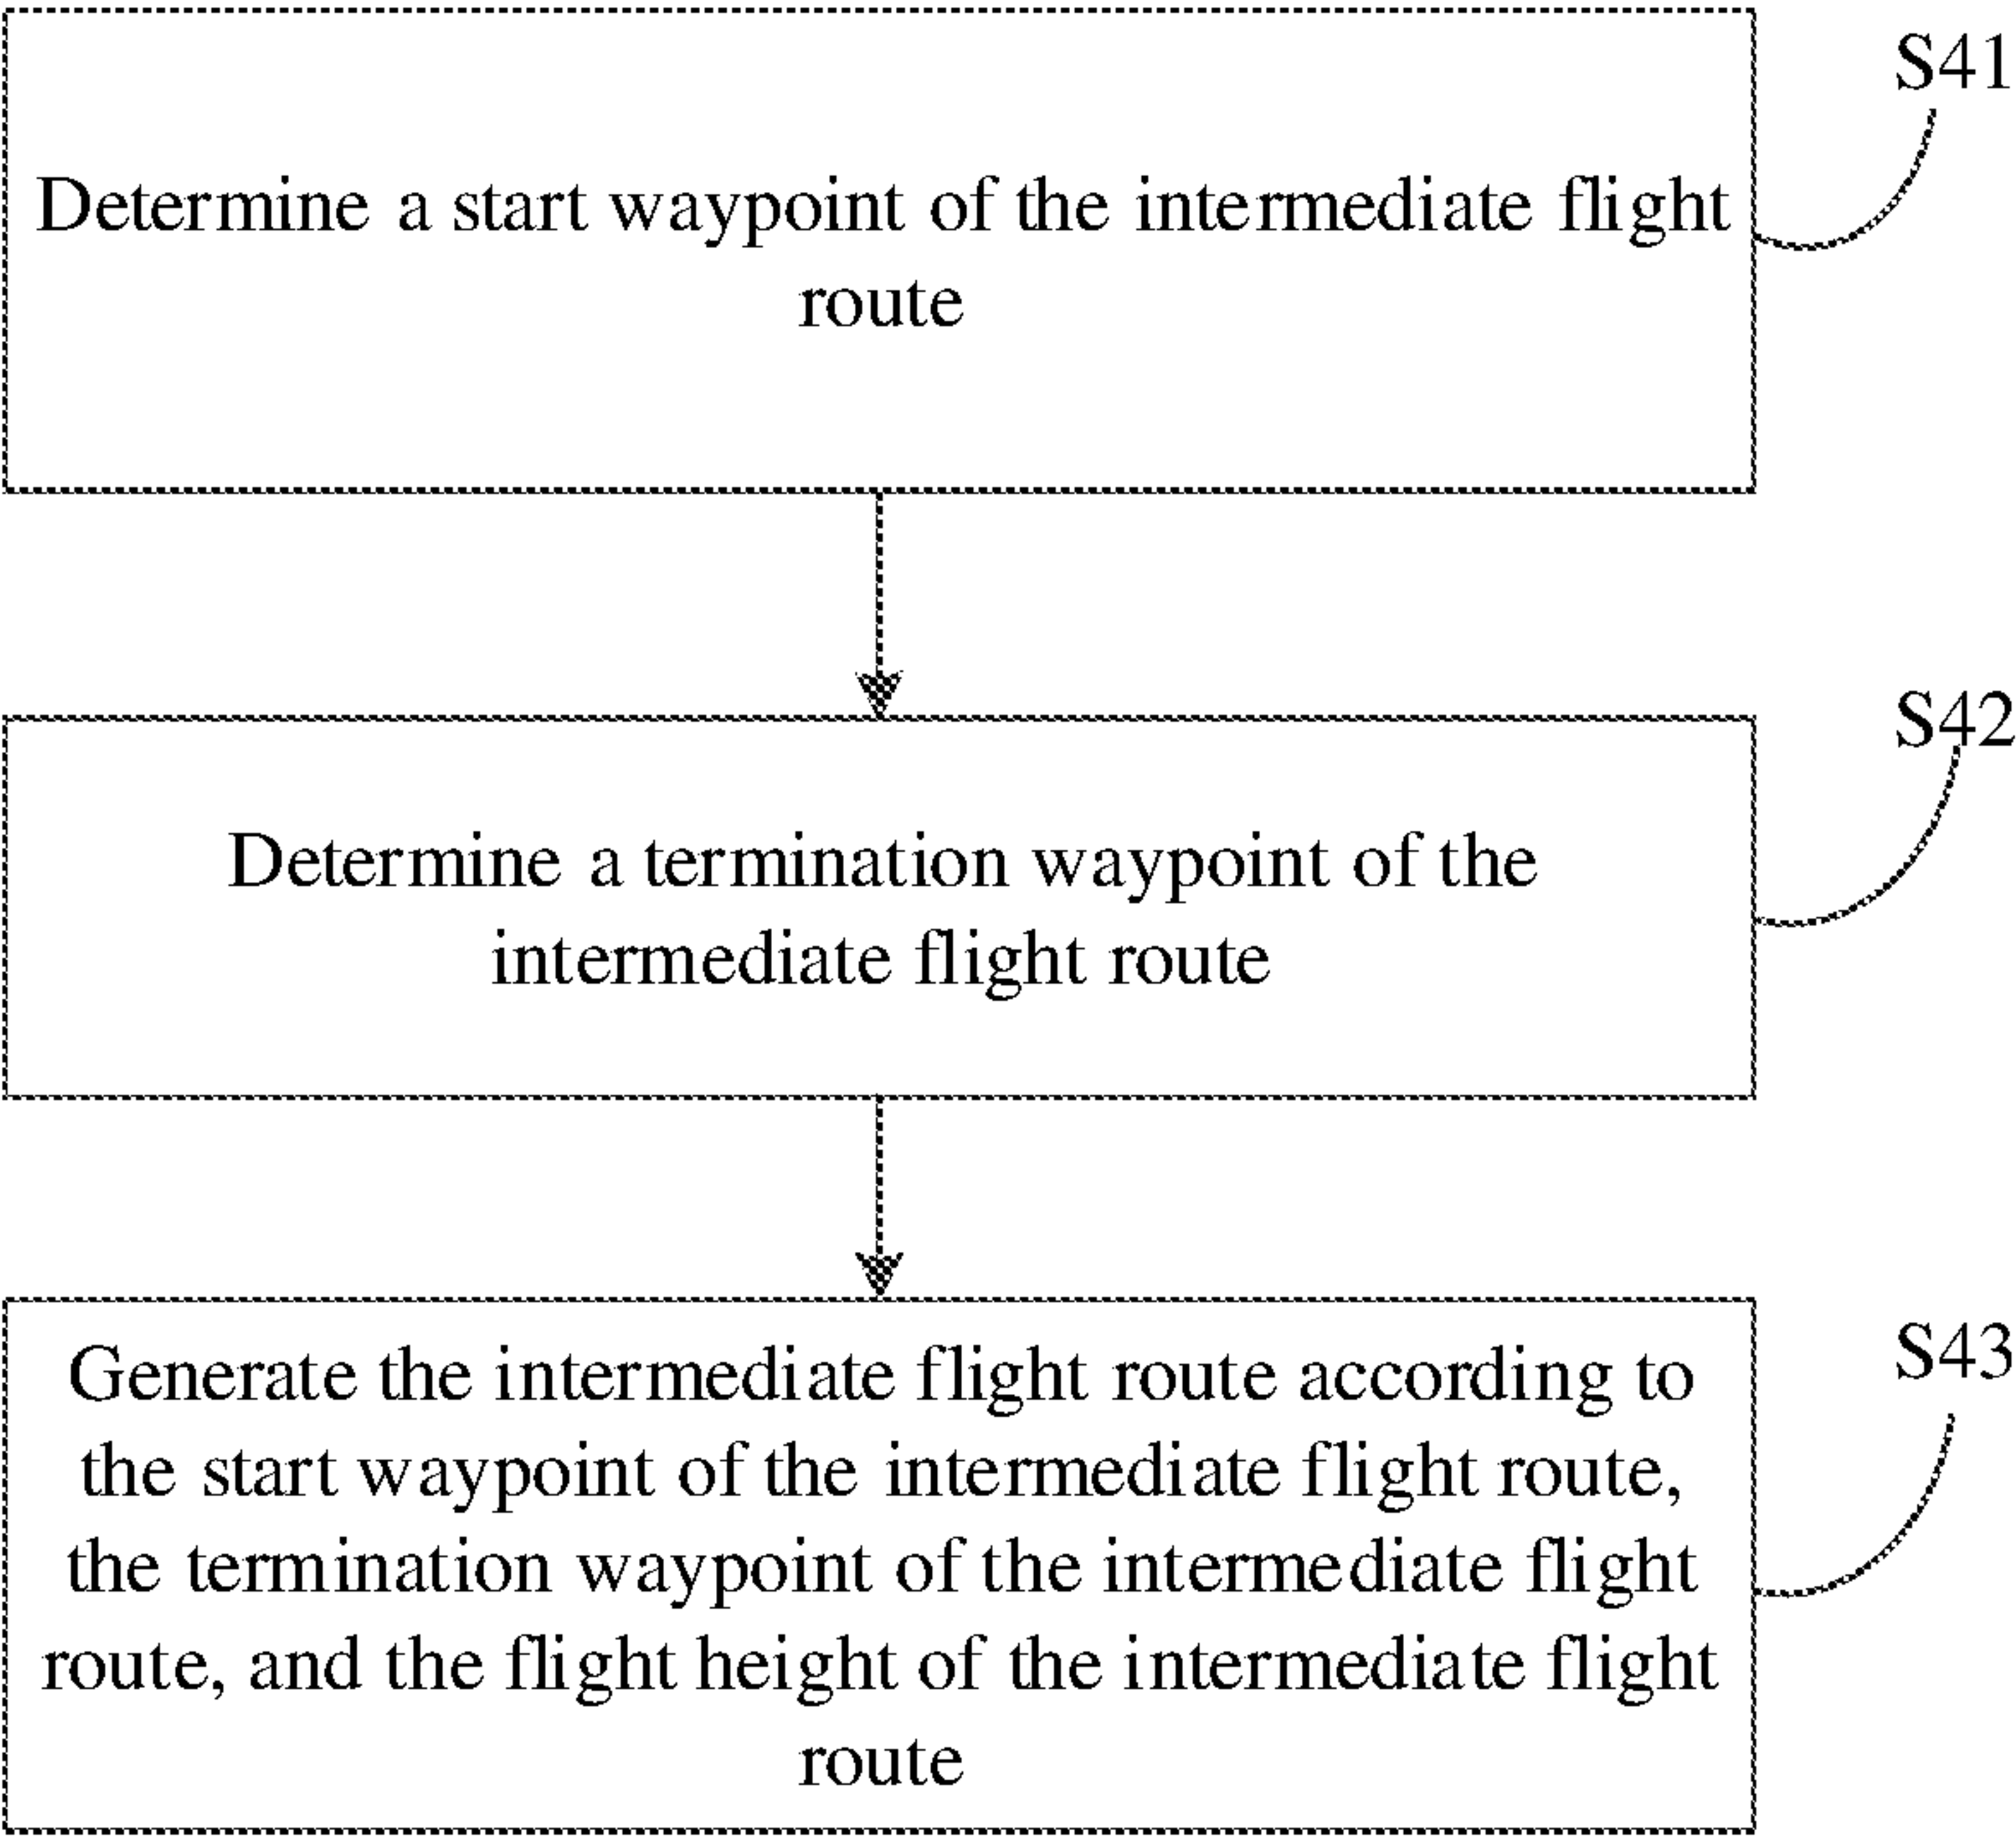 S41
Determine a start waypoint of the intermediate flight
route
S42
Determine a termination waypoint of the
intermediate flight route
S43
Generate the intermediate flight route according to
the start waypoint of the intermediate flight route,
the termination waypoint of the intermediate flight
route, and the flight height of the intermediate flight
route